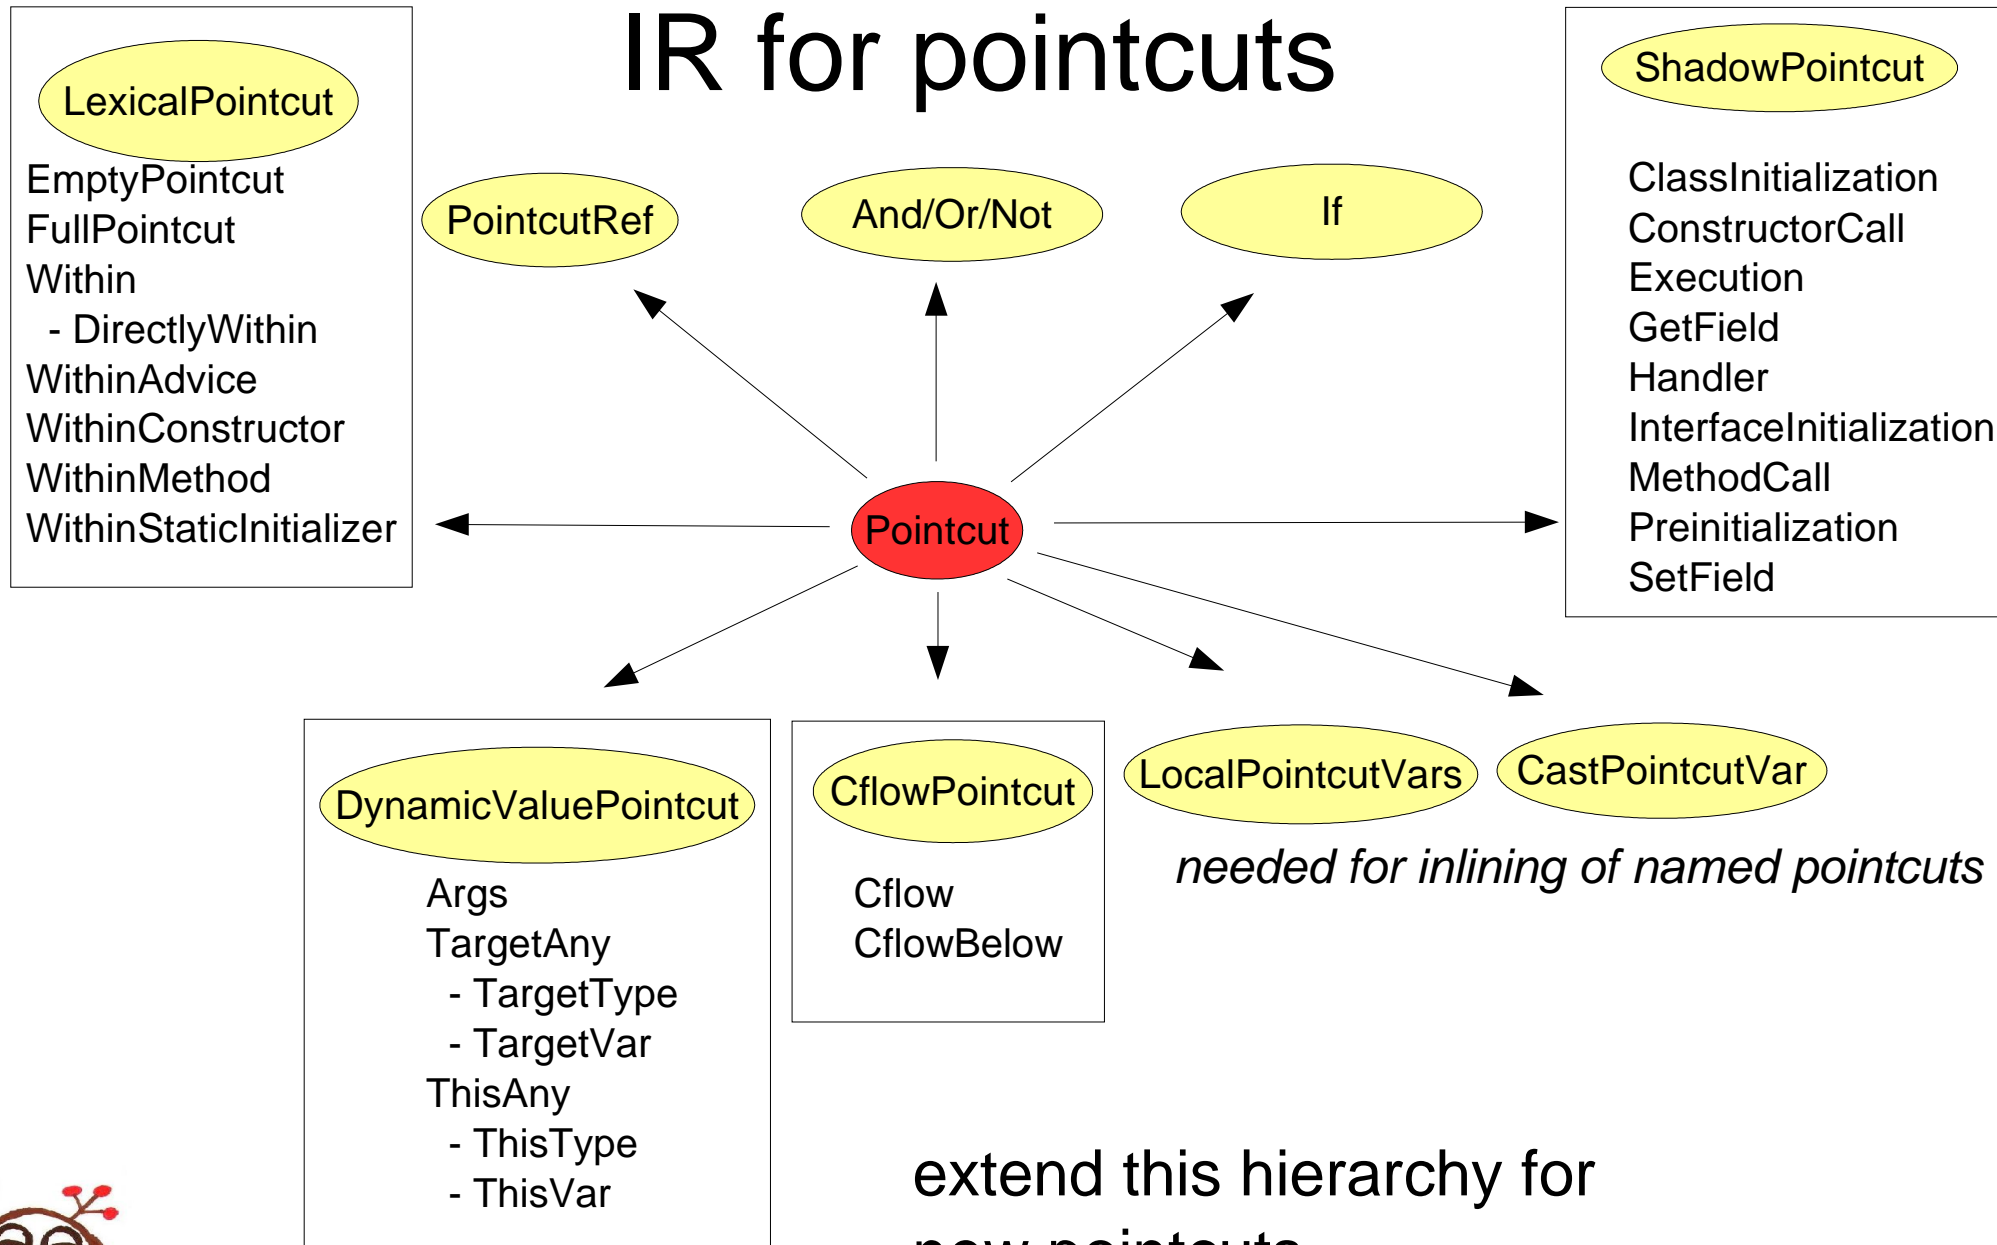 IR for pointcuts
LexicalPointcut
EmptyPointcut
FullPointcut
Within
- DirectlyWithin
WithinAdvice
WithinConstructor
WithinMethod
WithinStaticInitializer
PointcutRef
And/Or/Not
If
ShadowPointcut
ClassInitialization
ConstructorCall
Execution
GetField
Handler
InterfaceInitialization
MethodCall
Preinitialization
SetField
Pointcut
DynamicValuePointcut
Args
TargetAny
- TargetType
- TargetVar
ThisAny
- ThisType
- ThisVar
CflowPointcut
Cflow
CflowBelow
LocalPointcutVars
CastPointcutVar
needed for inlining of named pointcuts
extend this hierarchy for
new pointcuts